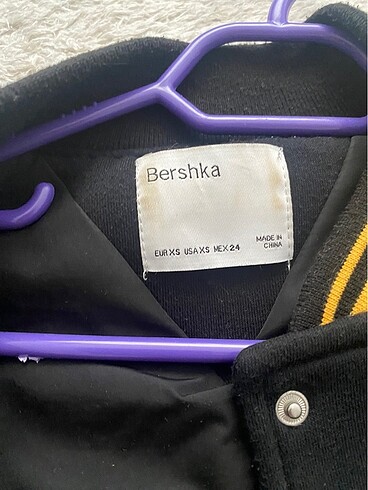 Bershka
EUR XS USA XS MEX 24
MADE IN
CHINA